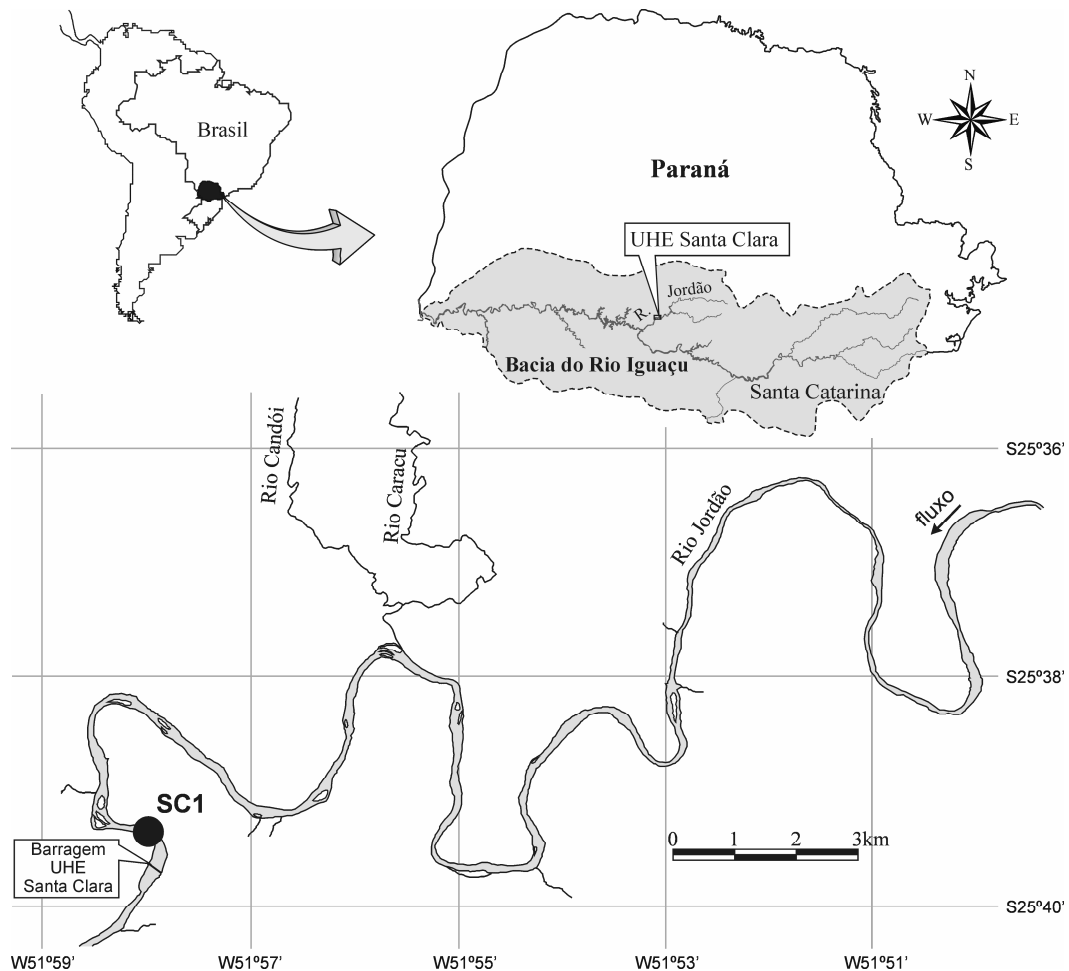 Brasil
N
W
E
S
Paraná
UHE Santa Clara
R. Jordão
Bacia do Rio Iguaçu
Santa Catarina
Rio Candói
Rio Caracu
Rio Jordão
fluxo
S25º36'
S25º38'
S25º40'
SC1
Barragem
UHE
Santa Clara
0 1 2 3km
W51º59' W51º57' W51º55' W51º53' W51º51'